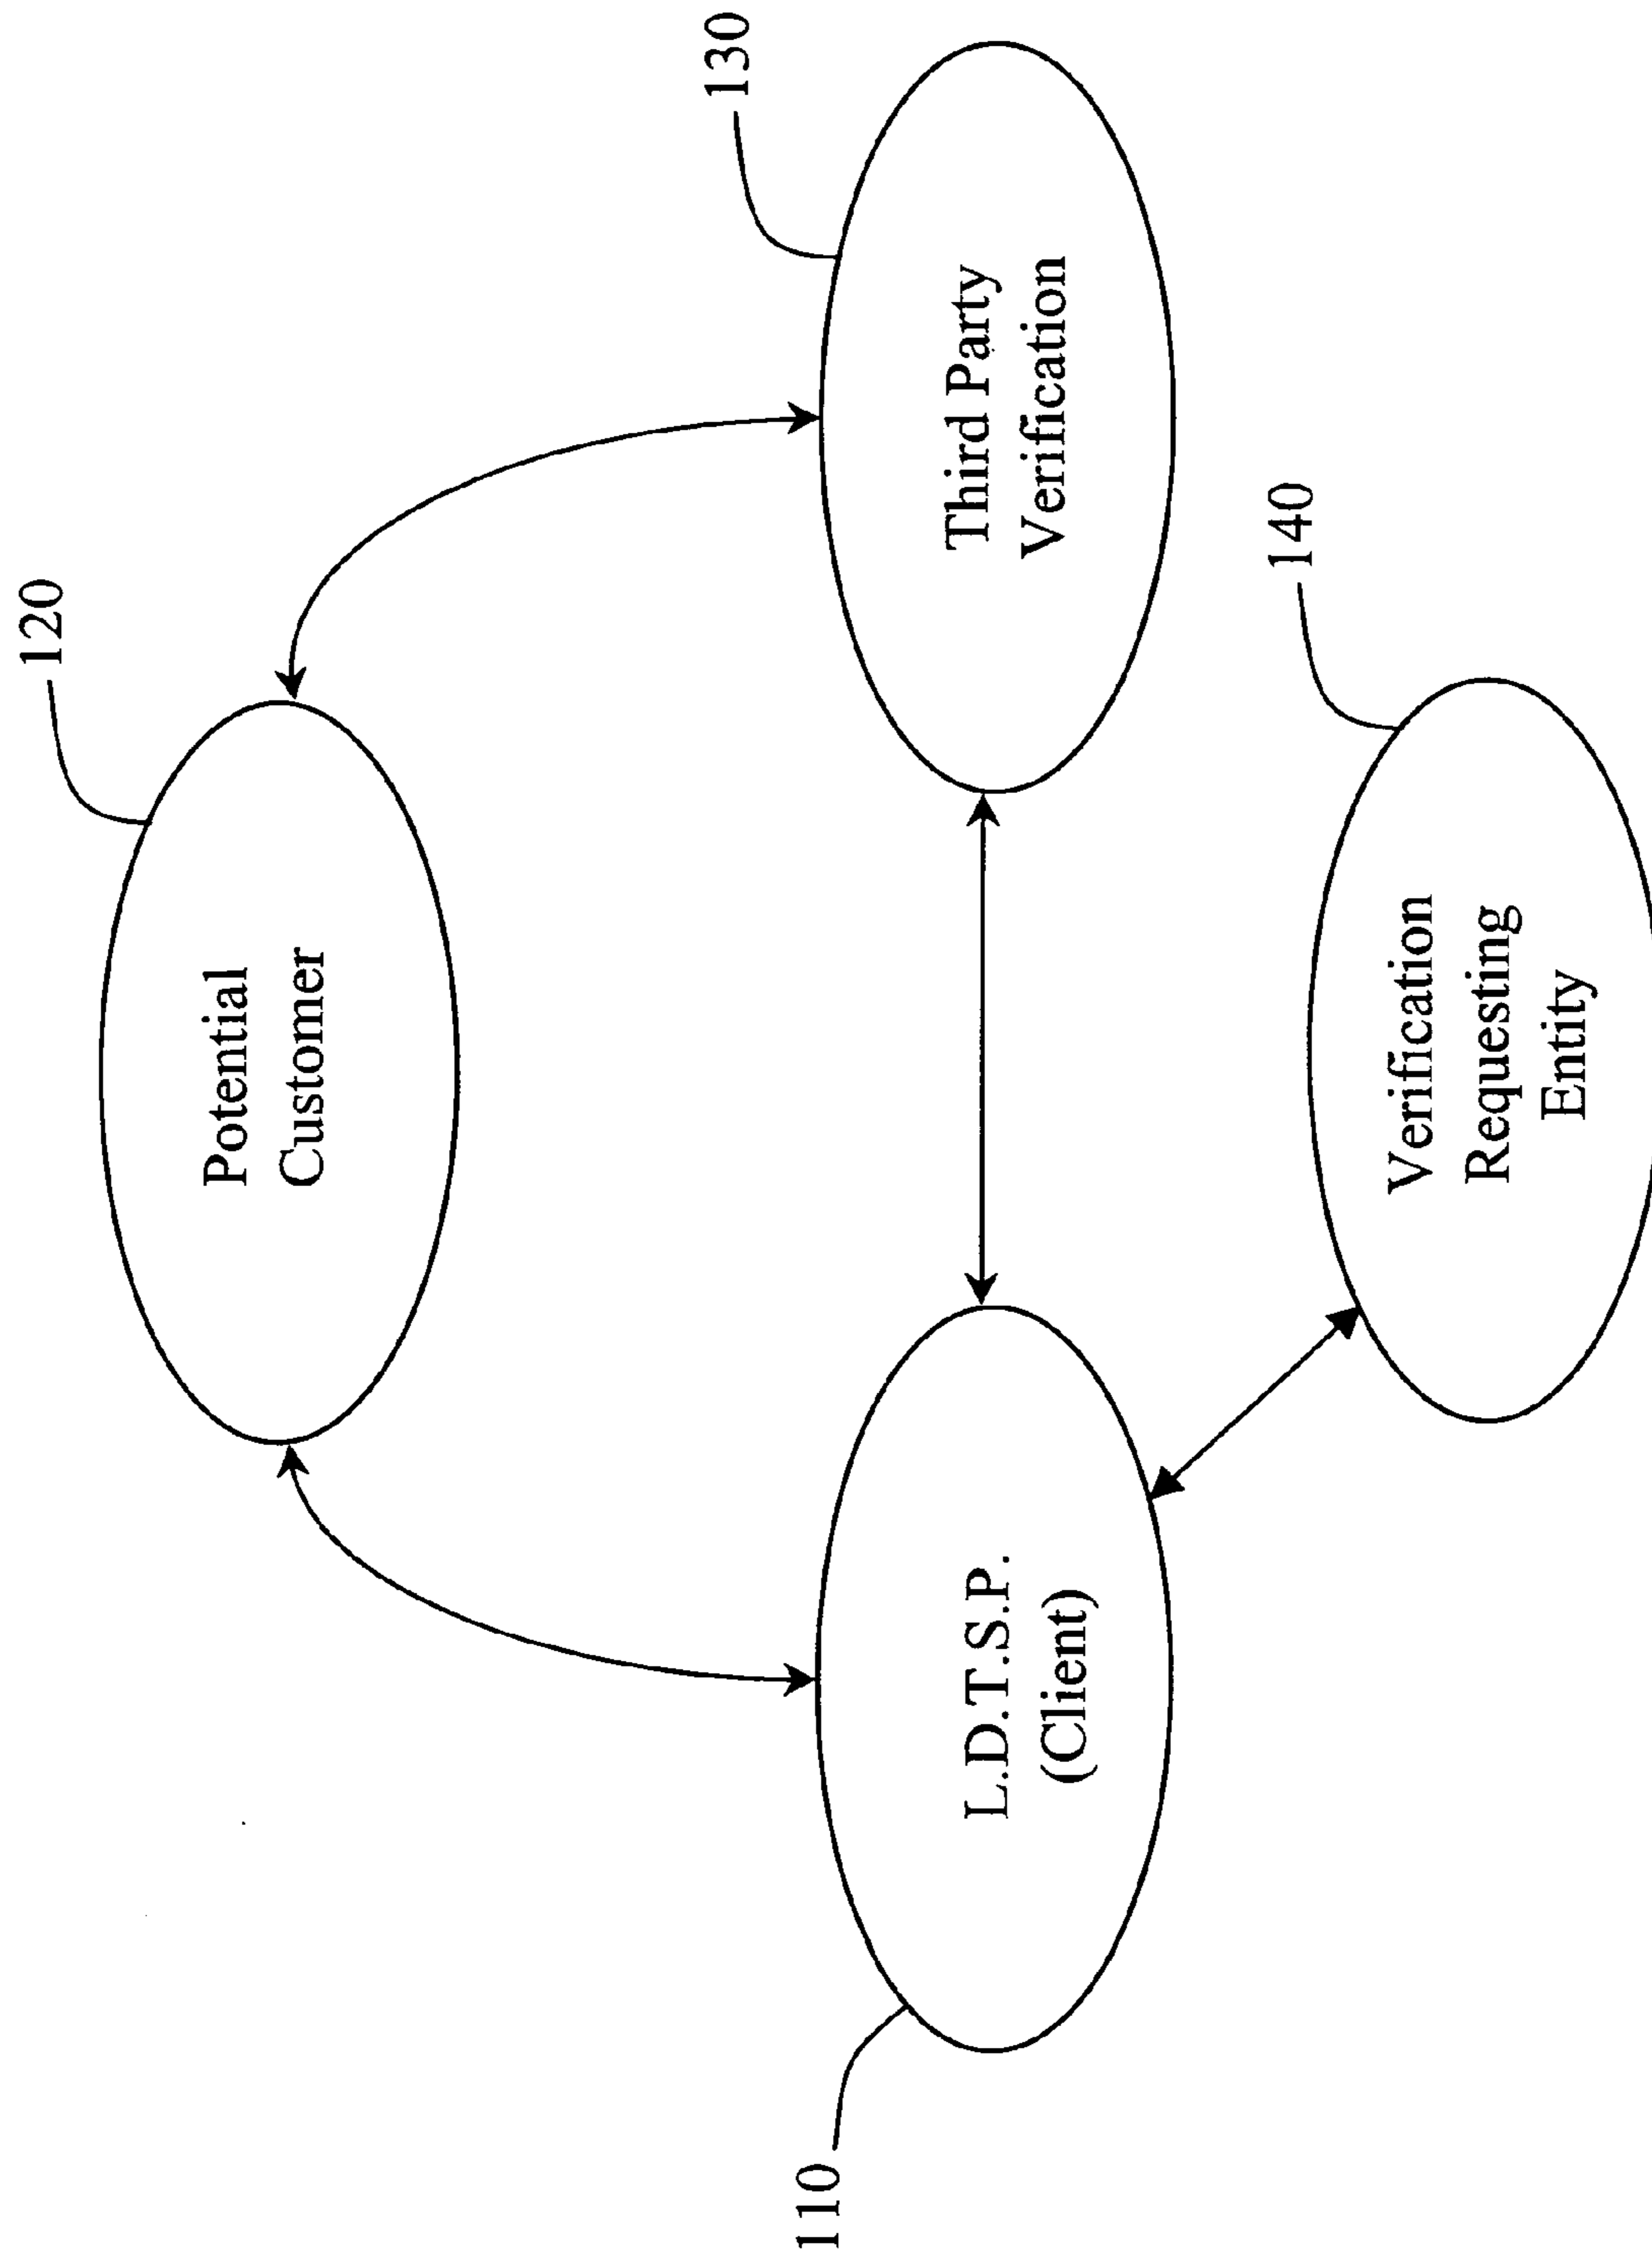 120
Potential
Customer
130
Third Party
Verification
110
L.D.T.S.P.
(Client)
140
Verification
Requesting
Entity